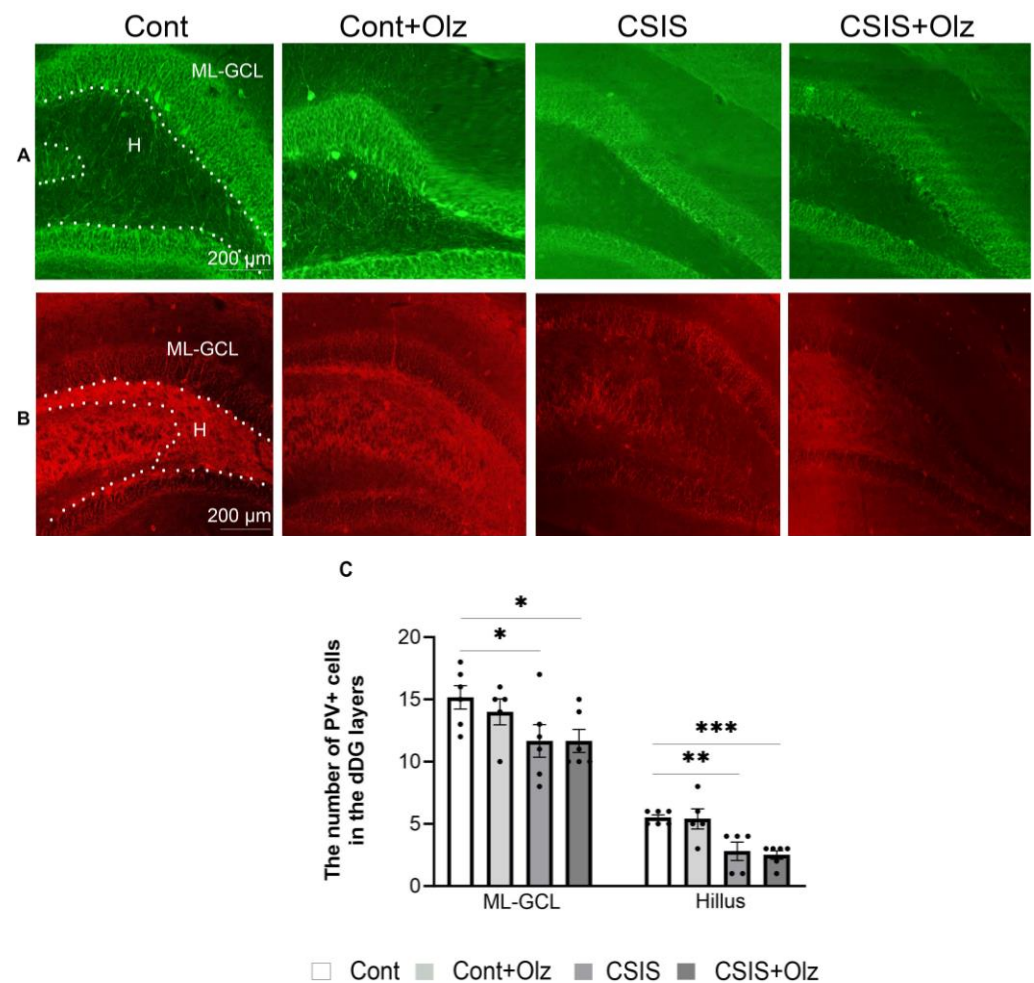 Cont Cont+Olz CSIS CSIS+Olz
A
ML-GCL
H
200 µm
B
ML-GCL
H
200 µm
C
The number of PV+ cells
in the dDG layers
20
15
10
5
0
*
*
***
**
ML-GCL Hillus
Cont Cont+Olz CSIS CSIS+Olz